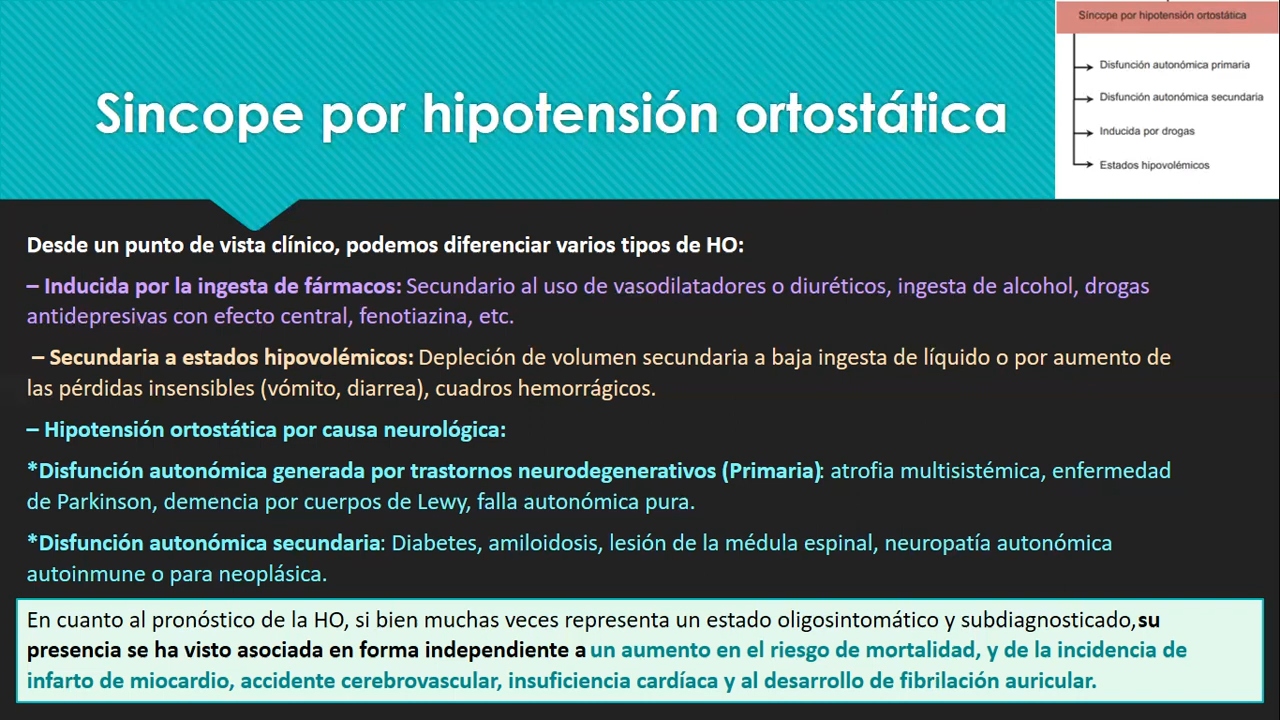 Síncope por hipotensión ortostática
Disfunción autonómica primaria
Disfunción autonómica secundaria
Inducida por drogas
Estados hipovolémicos
Sincope por hipotensión ortostática
Desde un punto de vista clínico, podemos diferenciar varios tipos de HO:
– Inducida por la ingesta de fármacos: Secundario al uso de vasodilatadores o diuréticos, ingesta de alcohol, drogas
antidepresivas con efecto central, fenotiazina, etc.
– Secundaria a estados hipovolémicos: Depleción de volumen secundaria a baja ingesta de líquido o por aumento de
las pérdidas insensibles (vómito, diarrea), cuadros hemorrágicos.
– Hipotensión ortostática por causa neurológica:
*Disfunción autonómica generada por trastornos neurodegenerativos (Primaria): atrofia multisistémica, enfermedad
de Parkinson, demencia por cuerpos de Lewy, falla autonómica pura.
*Disfunción autonómica secundaria: Diabetes, amiloidosis, lesión de la médula espinal, neuropatía autonómica
autoinmune o para neoplásica.
En cuanto al pronóstico de la HO, si bien muchas veces representa un estado oligosintomático y subdiagnosticado,su
presencia se ha visto asociada en forma independiente a un aumento en el riesgo de mortalidad, y de la incidencia de
infarto de miocardio, accidente cerebrovascular, insuficiencia cardíaca y al desarrollo de fibrilación auricular.